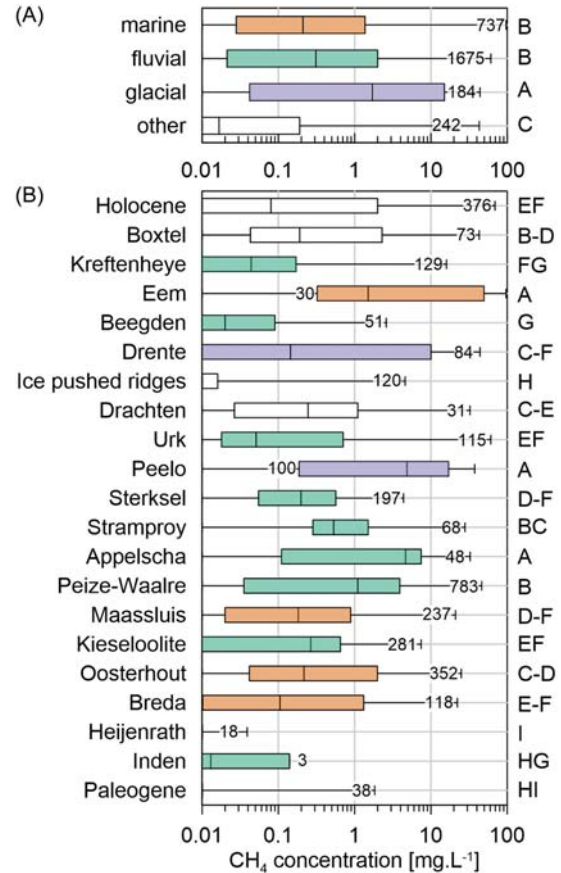 (A)
marine 737 B
fluvial 1675 B
glacial 184 A
other 242 C
0.01 0.1 1 10 100
(B)
Holocene 376 EF
Boxtel 73 B-D
Kreftenheye 129 FG
Eem 30 A
Beegden 51 G
Drente 84 C-F
Ice pushed ridges 120 H
Drachten 31 C-E
Urk 115 EF
Peelo 100 A
Sterksel 197 D-F
Stramproy 68 BC
Appelscha 48 A
Peize-Waalre 783 B
Maassluis 237 D-F
Kieseloolite 281 EF
Oosterhout 352 C-D
Breda 118 E-F
Heijenrath 18 I
Inden 3 HG
Paleogene 38 HI
0.01 0.1 1 10 100
CH₄ concentration [mg.L⁻¹]